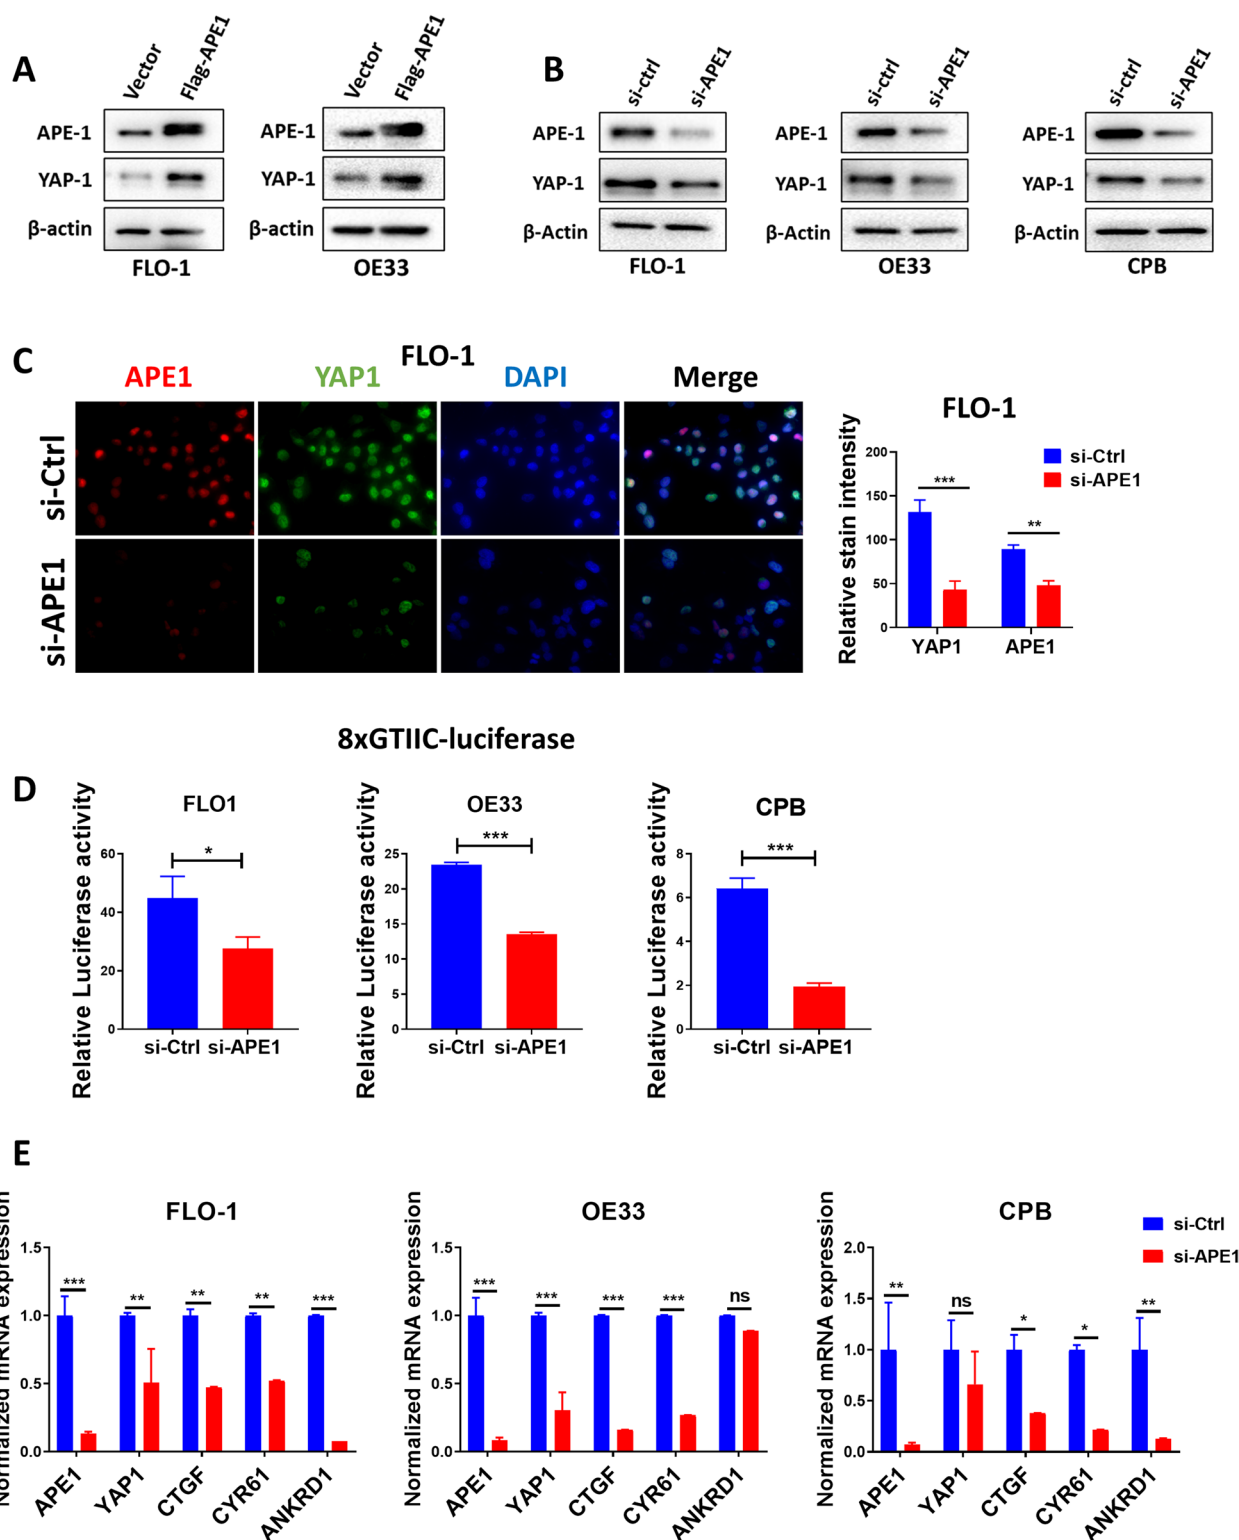 A
Vector
Flag-APE1
Vector
Flag-APE1
APE-1
APE-1
YAP-1
YAP-1
β-actin
β-actin
FLO-1
OE33
B
si-ctrl
si-APE1
si-ctrl
si-APE1
si-ctrl
si-APE1
APE-1
APE-1
APE-1
YAP-1
YAP-1
YAP-1
β-Actin
β-Actin
β-Actin
FLO-1
OE33
CPB
C
FLO-1
APE1
YAP1
DAPI
Merge
si-Ctrl
si-APE1
FLO-1
si-Ctrl
si-APE1
Relative stain intensity
200
150
100
50
0
***
**
YAP1
APE1
8xGTIIC-luciferase
D
FLO1
Relative Luciferase activity
60
40
20
0
*
si-Ctrl si-APE1
OE33
Relative Luciferase activity
25
20
15
10
5
0
***
si-Ctrl si-APE1
CPB
Relative Luciferase activity
8
6
4
2
0
***
si-Ctrl si-APE1
E
FLO-1
Normalized mRNA expression
1.5
1.0
0.5
0.0
***
**
**
**
***
APE1
YAP1
CTGF
CYR61
ANKRD1
OE33
Normalized mRNA expression
1.5
1.0
0.5
0.0
***
***
***
***
ns
APE1
YAP1
CTGF
CYR61
ANKRD1
CPB
Normalized mRNA expression
2.0
1.5
1.0
0.5
0.0
**
ns
*
*
**
APE1
YAP1
CTGF
CYR61
ANKRD1
si-Ctrl
si-APE1